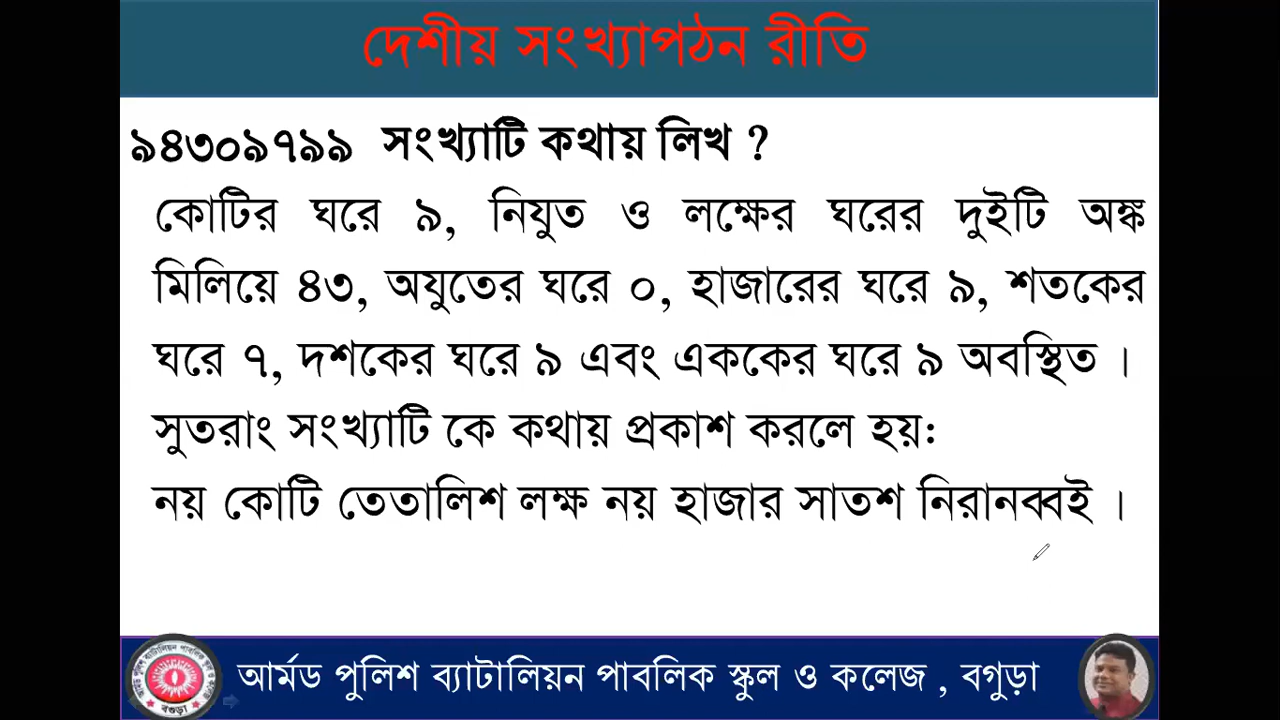 দেশীয় সংখ্যাপঠন রীতি
৯৪৩০৯৭৯৯ সংখ্যাটি কথায় লিখ ?
কোটির ঘরে ৯, নিযুত ও লক্ষের ঘরের দুইটি অঙ্ক
মিলিয়ে ৪৩, অযুতের ঘরে ০, হাজারের ঘরে ৯, শতকের
ঘরে ৭, দশকের ঘরে ৯ এবং এককের ঘরে ৯ অবস্থিত ।
সুতরাং সংখ্যাটি কে কথায় প্রকাশ করলে হয়:
নয় কোটি তেতালিশ লক্ষ নয় হাজার সাতশ নিরানব্বই ।
আর্মড পুলিশ ব্যাটালিয়ন পাবলিক স্কুল ও কলেজ , বগুড়া
বগুড়া